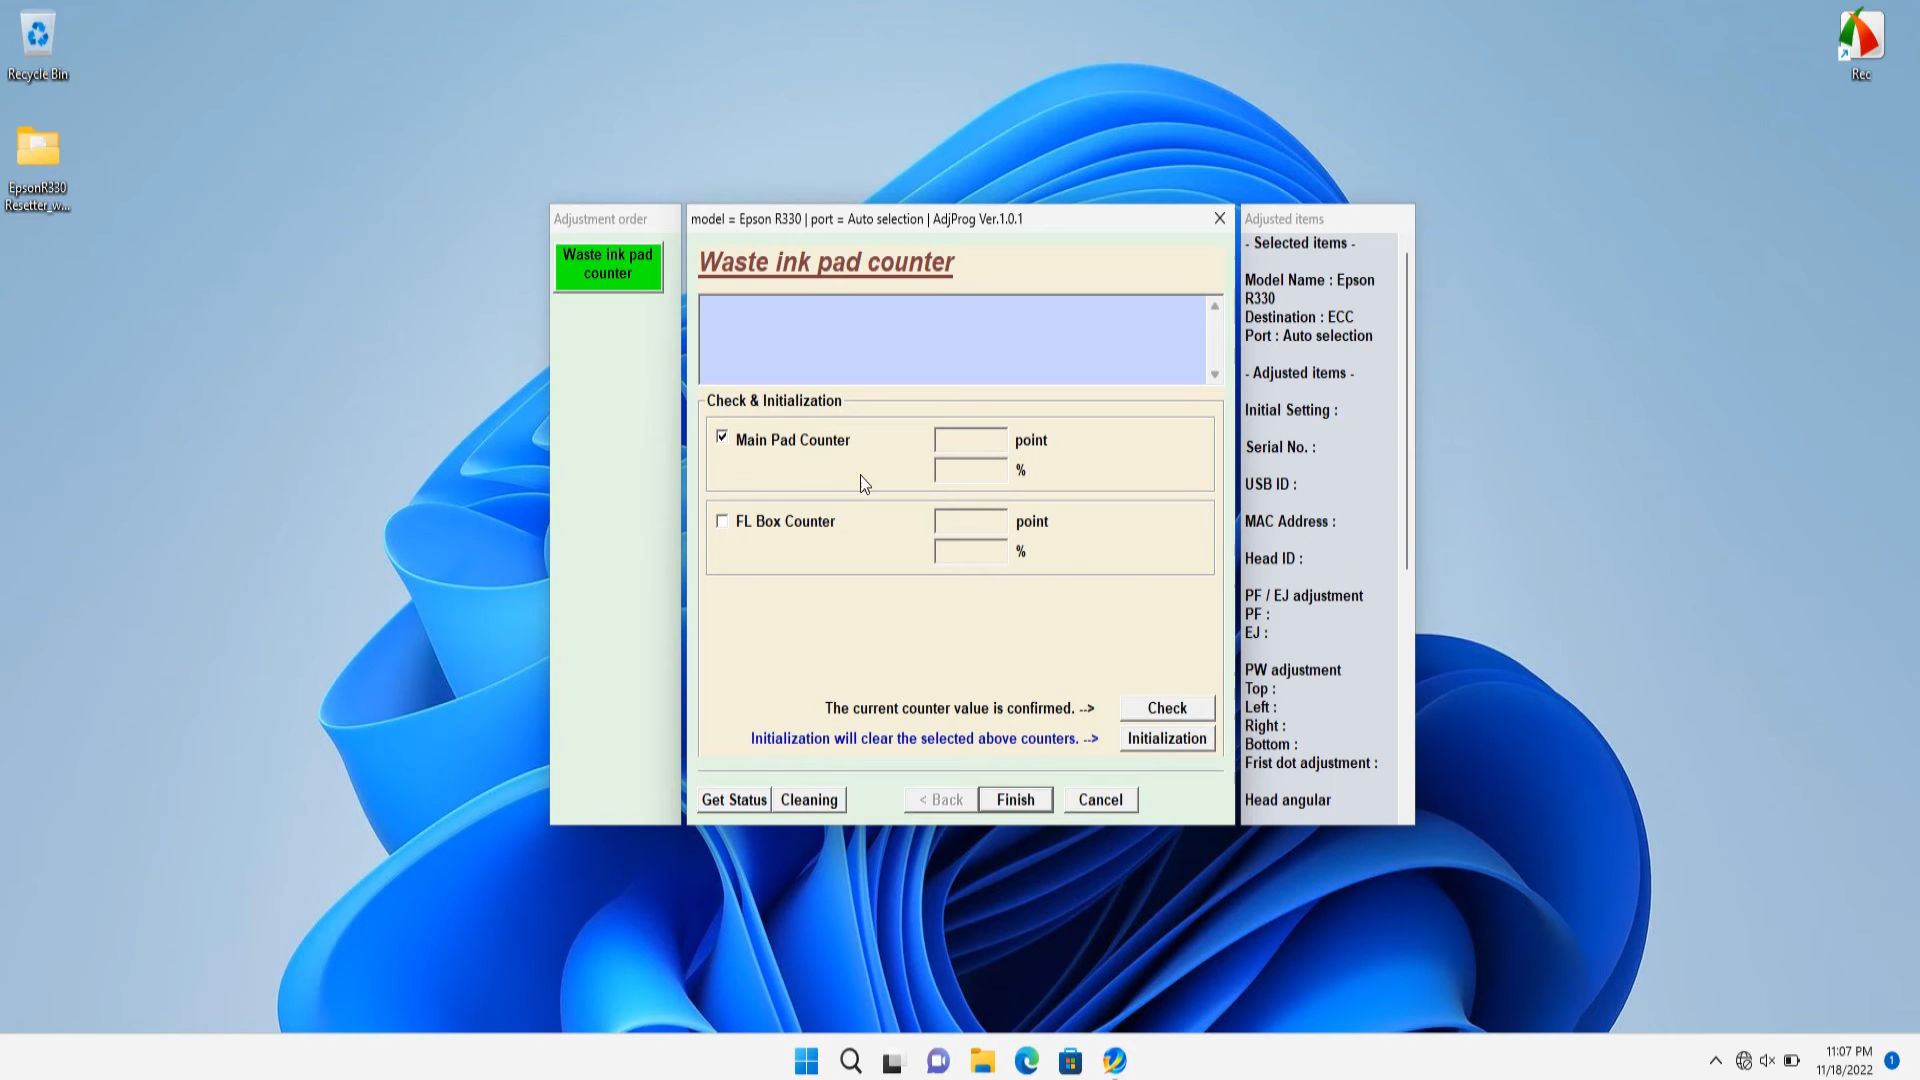 Recycle Bin
EpsonR330
Resetter_w...
Rec
Adjustment order
Waste ink pad
counter
model = Epson R330 | port = Auto selection | AdjProg Ver.1.0.1
Waste ink pad counter
Check & Initialization
Main Pad Counter
point
%
FL Box Counter
point
%
The current counter value is confirmed. -->
Check
Initialization will clear the selected above counters. -->
Initialization
Get Status
Cleaning
< Back
Finish
Cancel
Adjusted items
- Selected items -
Model Name : Epson
R330
Destination : ECC
Port : Auto selection
- Adjusted items -
Initial Setting :
Serial No. :
USB ID :
MAC Address :
Head ID :
PF / EJ adjustment
PF :
EJ :
PW adjustment
Top :
Left :
Right :
Bottom :
Frist dot adjustment :
Head angular
11:07 PM
11/18/2022
1